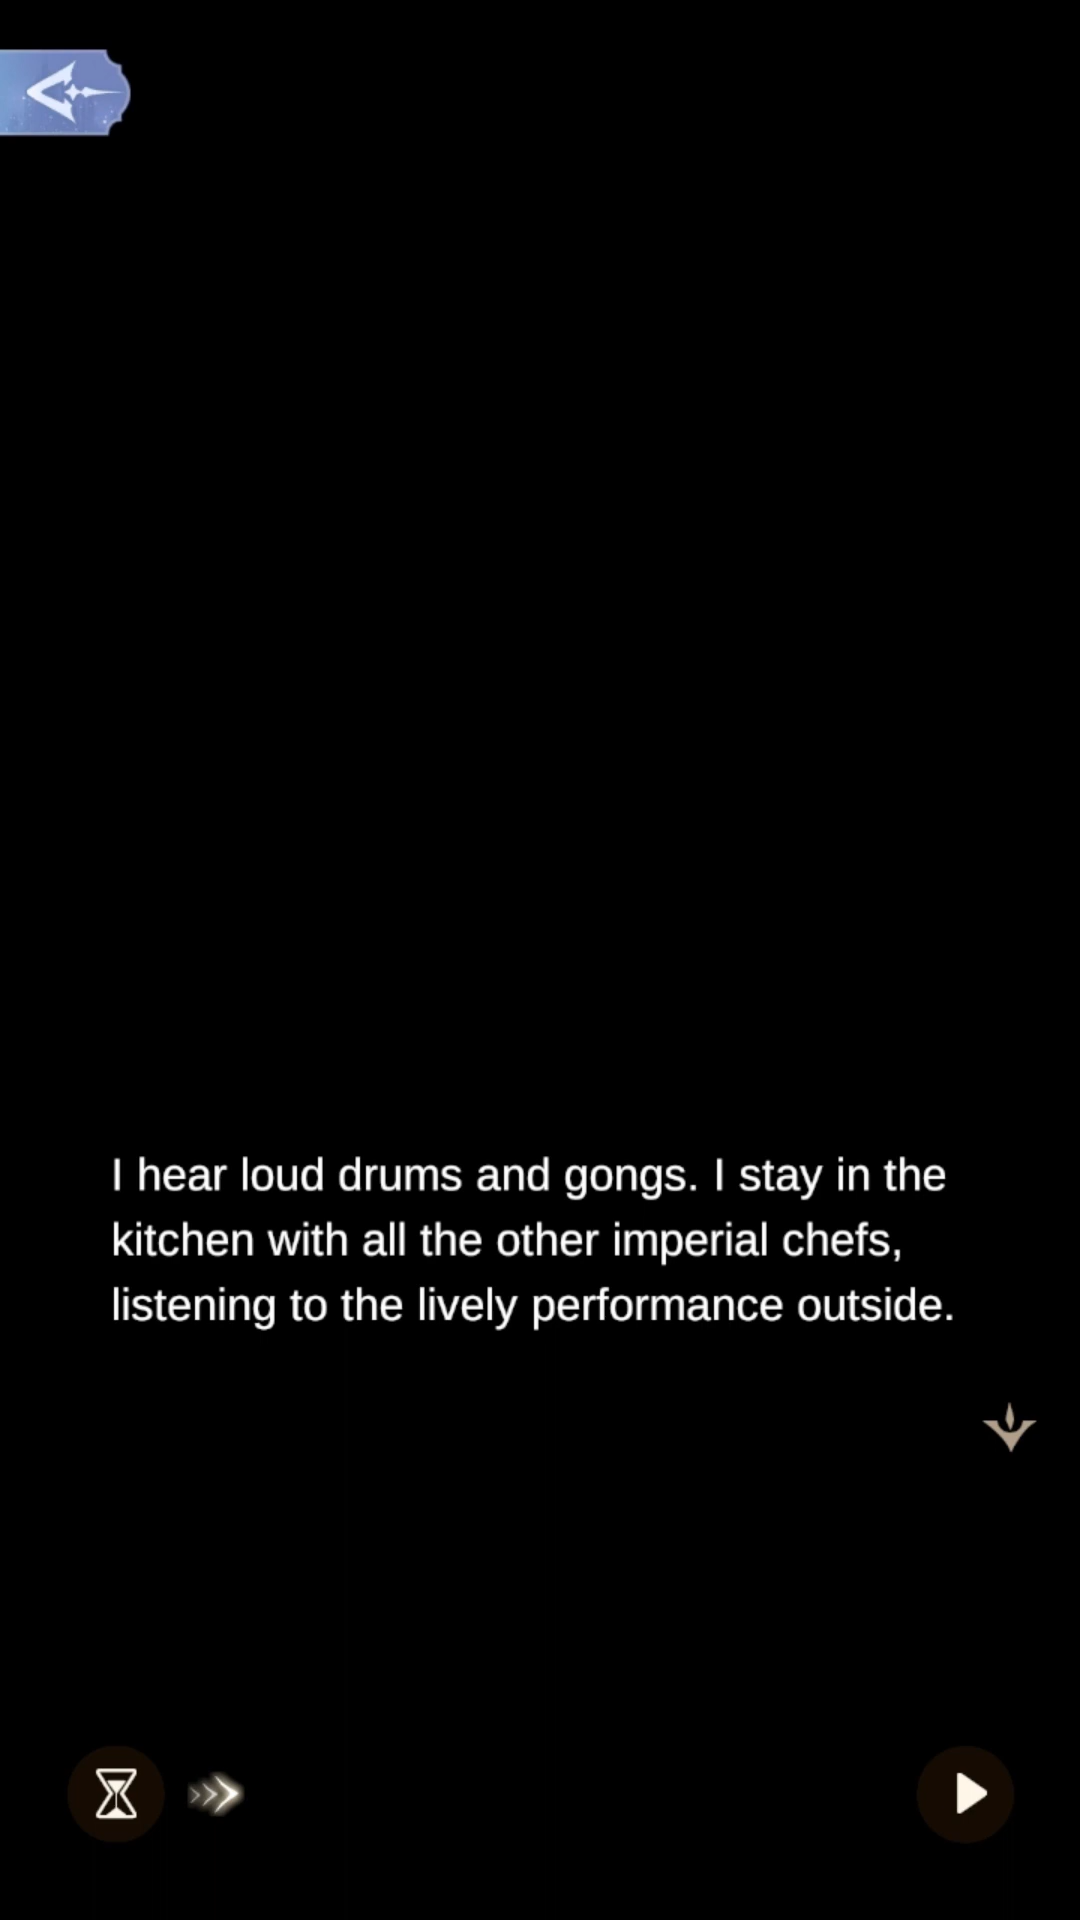 I hear loud drums and gongs. I stay in the
kitchen with all the other imperial chefs,
listening to the lively performance outside.